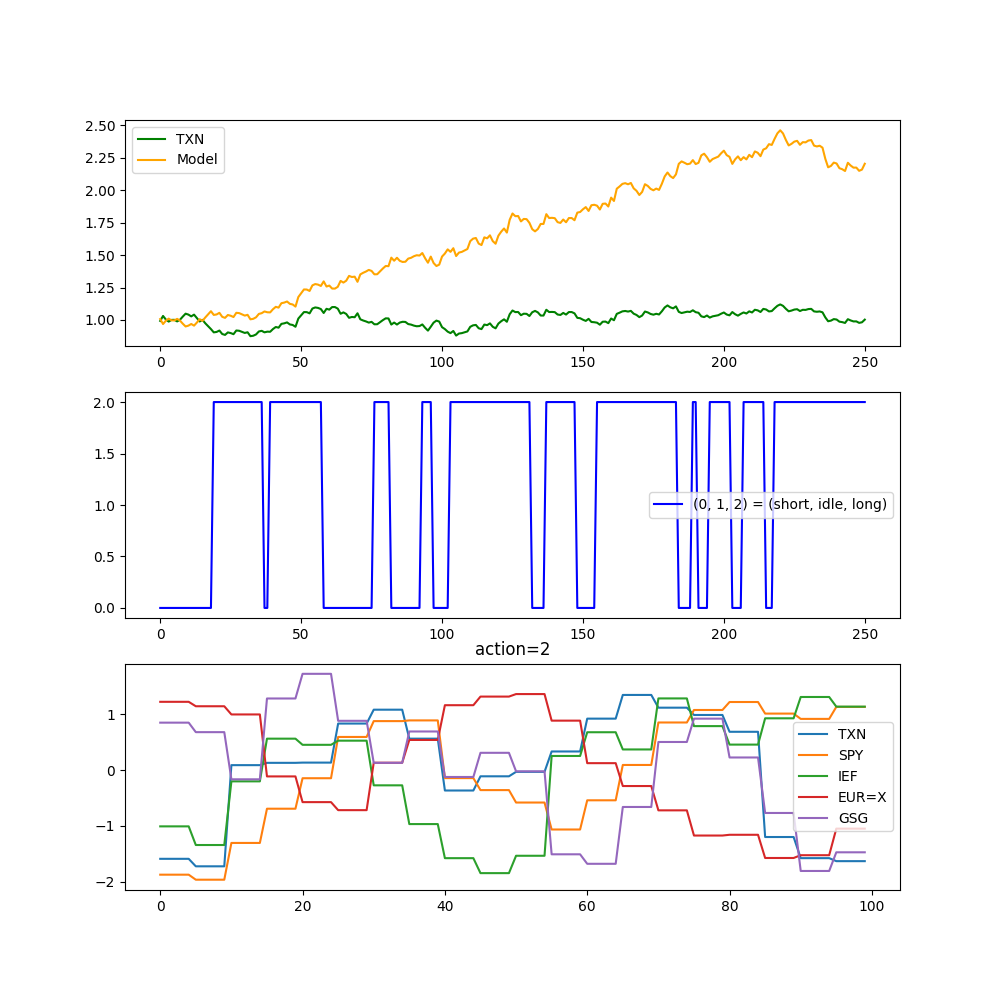 2.50
2.25
2.00
1.75
1.50
1.25
1.00
TXN
Model
0 50 100 150 200 250
2.0
1.5
1.0
0.5
0.0
(0, 1, 2) = (short, idle, long)
0 50 100 150 200 250
action=2
1
0
−1
−2
TXN
SPY
IEF
EUR=X
GSG
0 20 40 60 80 100